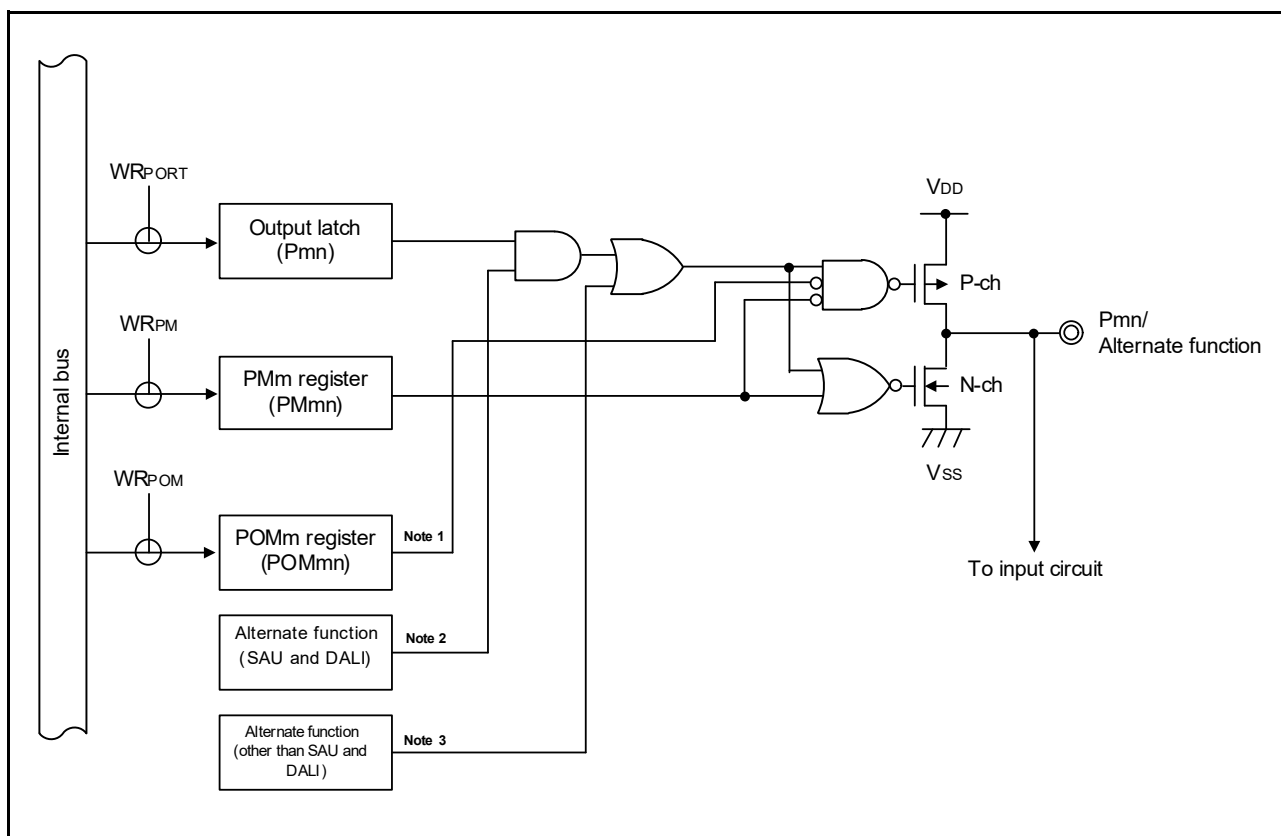 Internal bus
WRPORT
Output latch
(Pmn)
WRPM
PMm register
(PMmn)
WRPOM
POMm register
(POMmn)
Note 1
Alternate function
(SAU and DALI)
Note 2
Alternate function
(other than SAU and
DALI)
Note 3
VDD
P-ch
Pmn/
Alternate function
N-ch
VSS
To input circuit